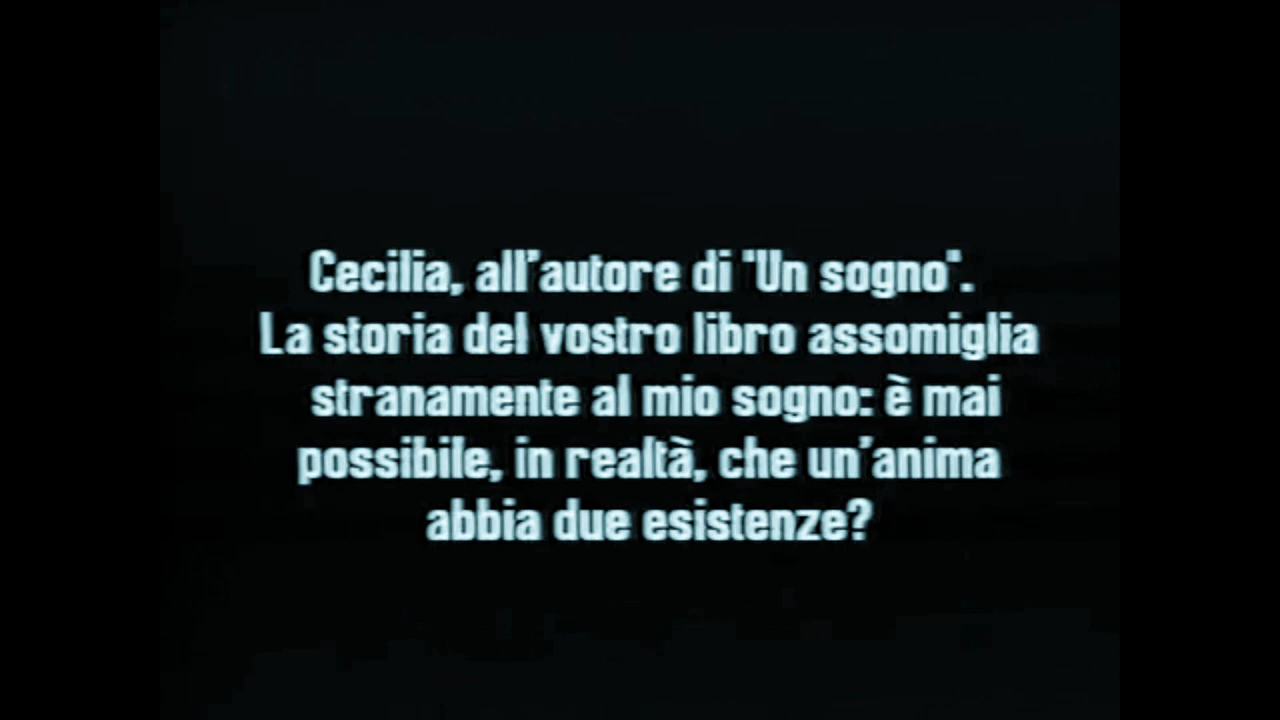 Cecilia, all'autore di "Un sogno".
La storia del vostro libro assomiglia
stranamente al mio sogno: è mai
possibile, in realtà, che un'anima
abbia due esistenze?